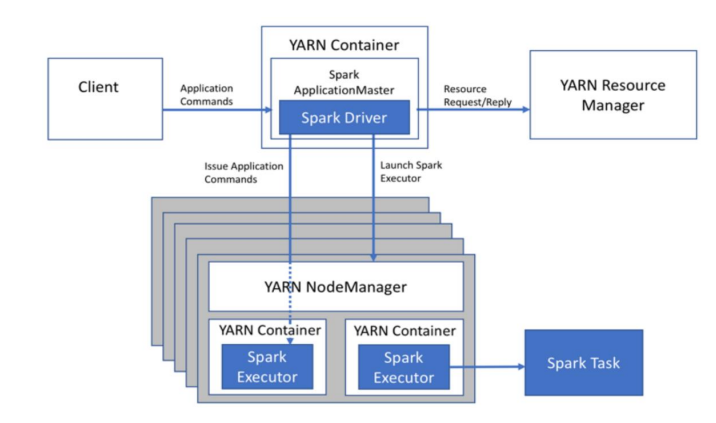 YARN Container
Client
Spark
ApplicationMaster
Spark Driver
Application
Commands
Resource
Request/Reply
YARN Resource
Manager
Issue Application
Commands
Launch Spark
Executor
YARN NodeManager
YARN Container
Spark
Executor
YARN Container
Spark
Executor
Spark Task